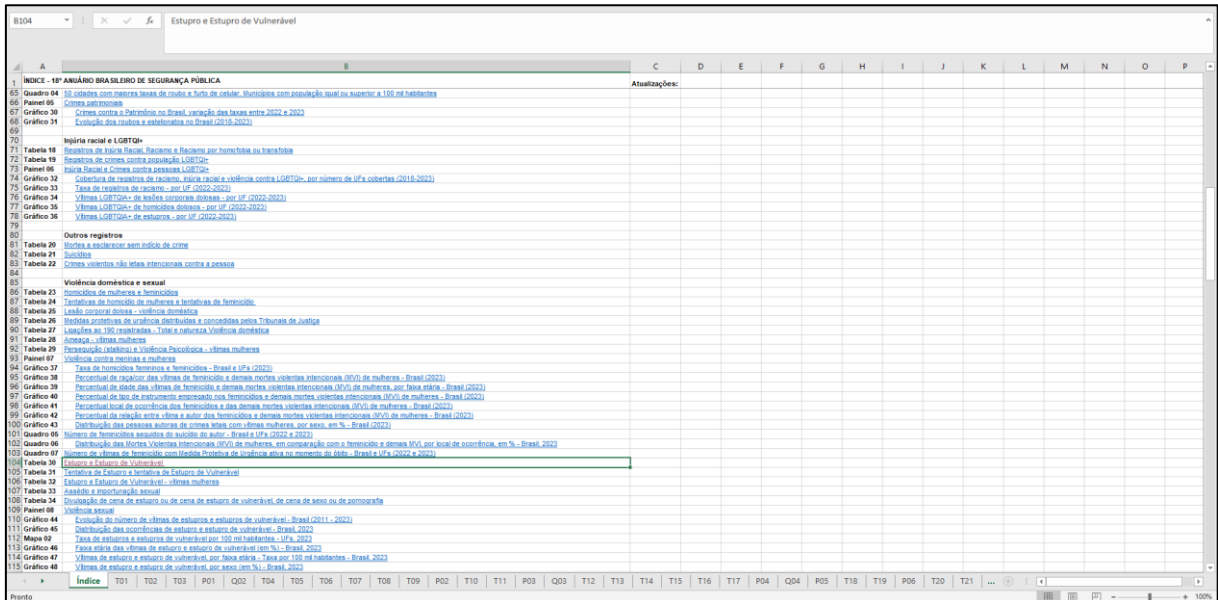 B104 fx Estupro e Estupro de Vulnerável
A B C D E F G H I J K L M N O P
1 ÍNDICE - 18º ANUÁRIO BRASILEIRO DE SEGURANÇA PÚBLICA Atualizações:
65 Quadro 04 50 cidades com maiores taxas de roubo e furto de celular. Municípios com população igual ou superior a 100 mil habitantes
66 Painel 05 Crimes patrimoniais
67 Gráfico 30 Crimes contra o Patrimônio no Brasil, variação das taxas entre 2022 e 2023
68 Gráfico 31 Evolução dos roubos e estelionatos no Brasil (2018-2023)
69
70 Injúria racial e LGBTQI+
71 Tabela 18 Registros de Injúria Racial, Racismo e Racismo por homofobia ou transfobia
72 Tabela 19 Registros de crimes contra população LGBTQI+
73 Painel 06 Injúria Racial e Crimes contra pessoas LGBTQI+
74 Gráfico 32 Cobertura de registros de racismo, injúria racial e violência contra LGBTQI+, por número de UFs cobertas (2018-2023)
75 Gráfico 33 Taxa de registros de racismo - por UF (2022-2023)
76 Gráfico 34 Vítimas LGBTQIA+ de lesões corporais dolosas - por UF (2022-2023)
77 Gráfico 35 Vítimas LGBTQIA+ de homicídios dolosos - por UF (2022-2023)
78 Gráfico 36 Vítimas LGBTQIA+ de estupros - por UF (2022-2023)
79
80 Outros registros
81 Tabela 20 Mortes a esclarecer sem indício de crime
82 Tabela 21 Suicídios
83 Tabela 22 Crimes violentos não letais intencionais contra a pessoa
84
85 Violência doméstica e sexual
86 Tabela 23 Homicídios de mulheres e feminicídios
87 Tabela 24 Tentativas de homicídio de mulheres e tentativas de feminicídio
88 Tabela 25 Lesão corporal dolosa - violência doméstica
89 Tabela 26 Medidas protetivas de urgência distribuídas e concedidas pelos Tribunais de Justiça
90 Tabela 27 Ligações ao 190 registradas - Total e natureza Violência doméstica
91 Tabela 28 Ameaça - vítimas mulheres
92 Tabela 29 Perseguição (stalking) e Violência Psicológica - vítimas mulheres
93 Painel 07 Violência contra meninas e mulheres
94 Gráfico 37 Taxa de homicídios femininos e feminicídios - Brasil e UFs (2023)
95 Gráfico 38 Percentual de raça/cor das vítimas de feminicídio e demais mortes violentas intencionais (MVI) de mulheres - Brasil (2023)
96 Gráfico 39 Percentual de idade das vítimas de feminicídio e demais mortes violentas intencionais (MVI) de mulheres, por faixa etária - Brasil (2023)
97 Gráfico 40 Percentual de tipo de instrumento empregado nos feminicídios e demais mortes violentas intencionais (MVI) de mulheres - Brasil (2023)
98 Gráfico 41 Percentual local de ocorrência dos feminicídios e das demais mortes violentas intencionais (MVI) de mulheres - Brasil (2023)
99 Gráfico 42 Percentual da relação entre vítima e autor dos feminicídios e demais mortes violentas intencionais (MVI) de mulheres - Brasil (2023)
100 Gráfico 43 Distribuição das pessoas autoras de crimes letais com vítimas mulheres, por sexo, em % - Brasil (2023)
101 Quadro 05 Número de feminicídios seguidos do suicídio do autor - Brasil e UFs (2022 e 2023)
102 Quadro 06 Distribuição das Mortes Violentas Intencionais (MVI) de mulheres, em comparação com o feminicídio e demais MVI, por local de ocorrência, em % - Brasil, 2023
103 Quadro 07 Número de vítimas de feminicídio com Medida Protetiva de Urgência ativa no momento do óbito - Brasil e UFs (2022 e 2023)
104 Tabela 30 Estupro e Estupro de Vulnerável
105 Tabela 31 Tentativa de Estupro e tentativa de Estupro de Vulnerável
106 Tabela 32 Estupro e Estupro de Vulnerável - vítimas mulheres
107 Tabela 33 Assédio e importunação sexual
108 Tabela 34 Divulgação de cena de estupro ou de cena de estupro de vulnerável, de cena de sexo ou de pornografia
109 Painel 08 Violência sexual
110 Gráfico 44 Evolução do número de vítimas de estupros e estupros de vulnerável - Brasil (2011 - 2023)
111 Gráfico 45 Distribuição das ocorrências de estupro e estupro de vulnerável - Brasil, 2023
112 Mapa 02 Taxa de estupros e estupros de vulnerável por 100 mil habitantes - UFs, 2023
113 Gráfico 46 Faixa etária das vítimas de estupro e estupro de vulnerável (em %) - Brasil, 2023
114 Gráfico 47 Vítimas de estupro e estupro de vulnerável, por faixa etária - Taxa por 100 mil habitantes - Brasil, 2023
115 Gráfico 48 Vítimas de estupro e estupro de vulnerável, por sexo (em %) - Brasil, 2023
Índice T01 T02 T03 P01 Q02 T04 T05 T06 T07 T08 T09 P02 T10 T11 P03 Q03 T12 T13 T14 T15 T16 T17 P04 Q04 P05 T18 T19 P06 T20 T21 ...
Pronto 100%